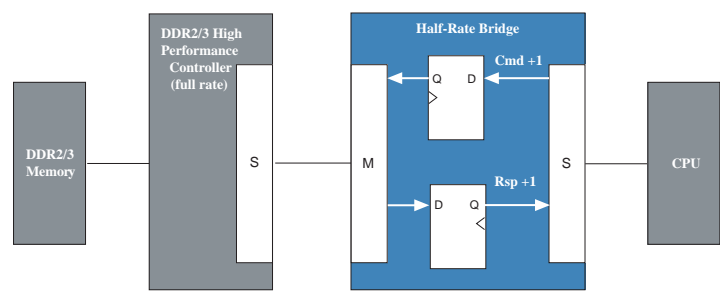 DDR2/3
Memory
DDR2/3 High
Performance
Controller
(full rate)
S
Half-Rate Bridge
M
Q D
Cmd +1
D Q
Rsp +1
S
CPU